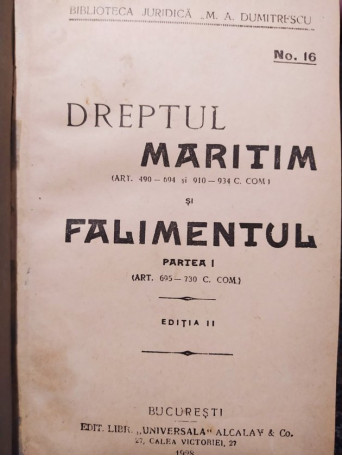 BIBLIOTECA JURIDICĂ „M. A. DUMITRESCU
No. 16
DREPTUL
MARITIM
(ART. 490 — 694 și 910 — 934 C. COM.)
ȘI
FALIMENTUL
PARTEA I
(ART. 695 — 730 C. COM.)
EDIȚIA II
BUCUREȘTI
EDIT. LIBR. „UNIVERSALA" ALCALAY & Co.
27, CALEA VICTORIEI, 27